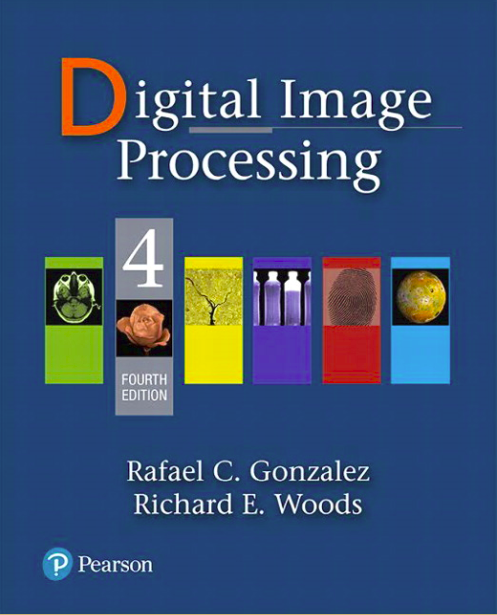 Digital Image
Processing
4
FOURTH
EDITION
Rafael C. Gonzalez
Richard E. Woods
P Pearson